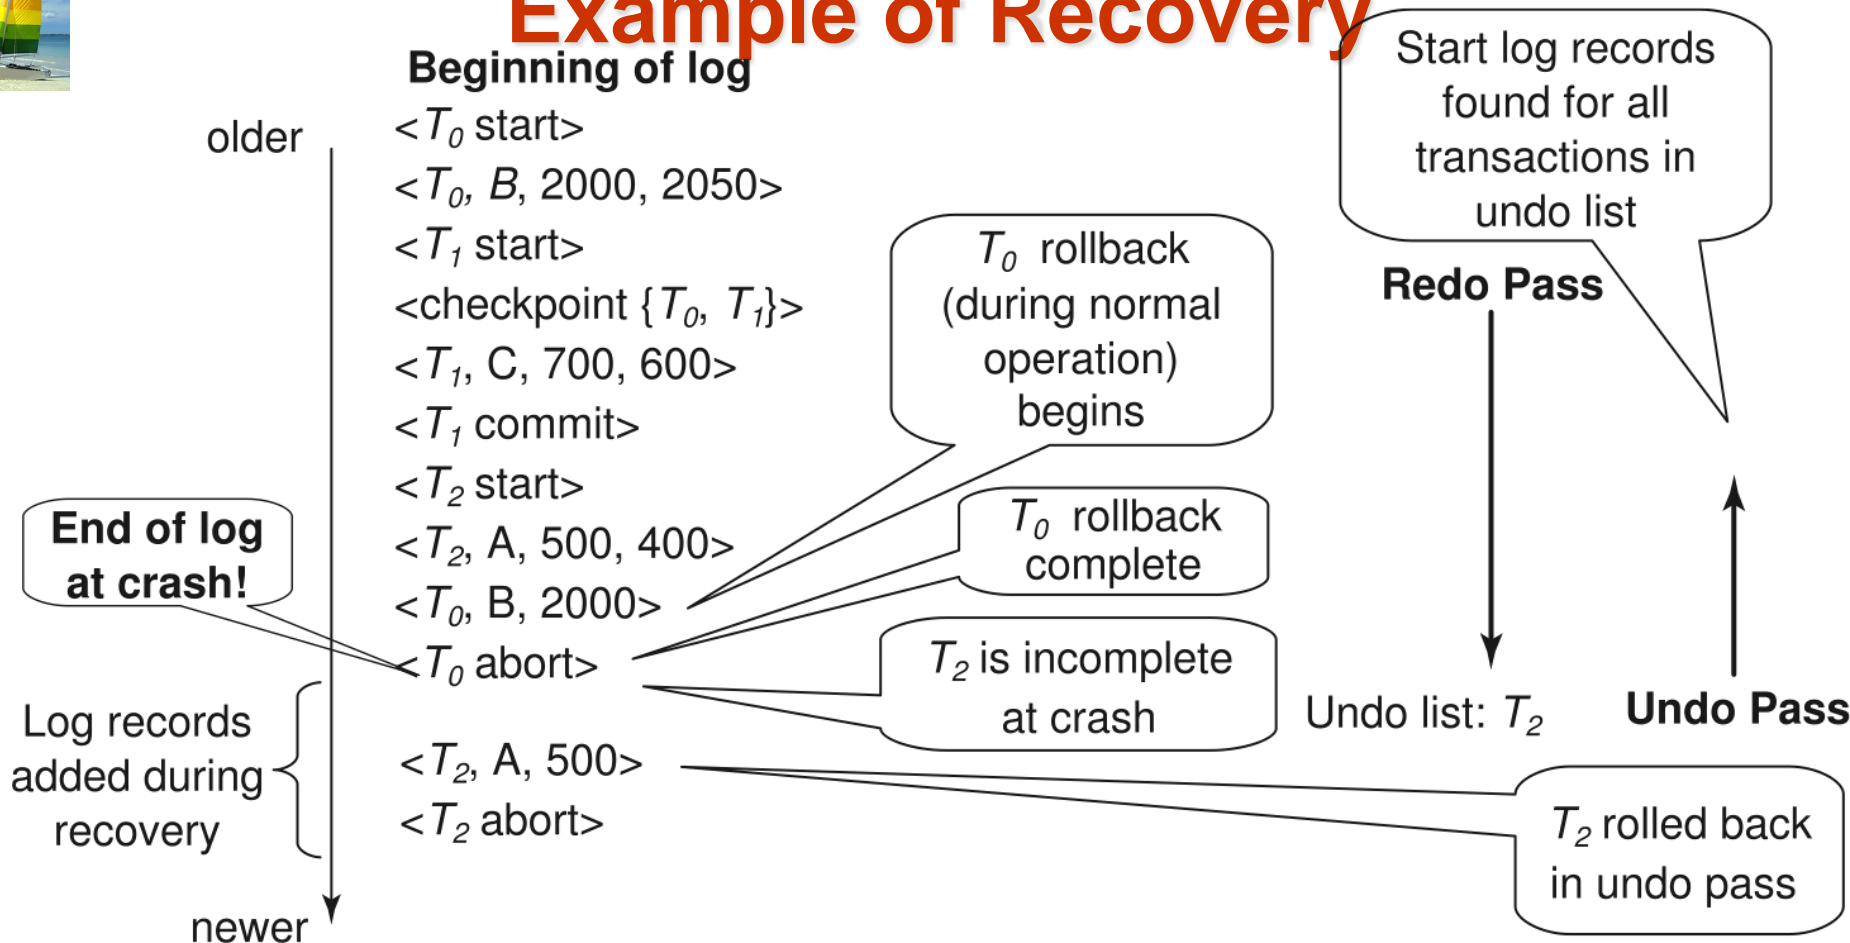 Example of Recovery
Beginning of log
older
<T0 start>
<T0, B, 2000, 2050>
<T1 start>
<checkpoint {T0, T1}>
<T1, C, 700, 600>
<T1 commit>
<T2 start>
<T2, A, 500, 400>
<T0, B, 2000>
<T0 abort>
<T2, A, 500>
<T2 abort>
newer
End of log
at crash!
Log records
added during
recovery
T0 rollback
(during normal
operation)
begins
T0 rollback
complete
T2 is incomplete
at crash
Start log records
found for all
transactions in
undo list
Redo Pass
Undo list: T2
Undo Pass
T2 rolled back
in undo pass